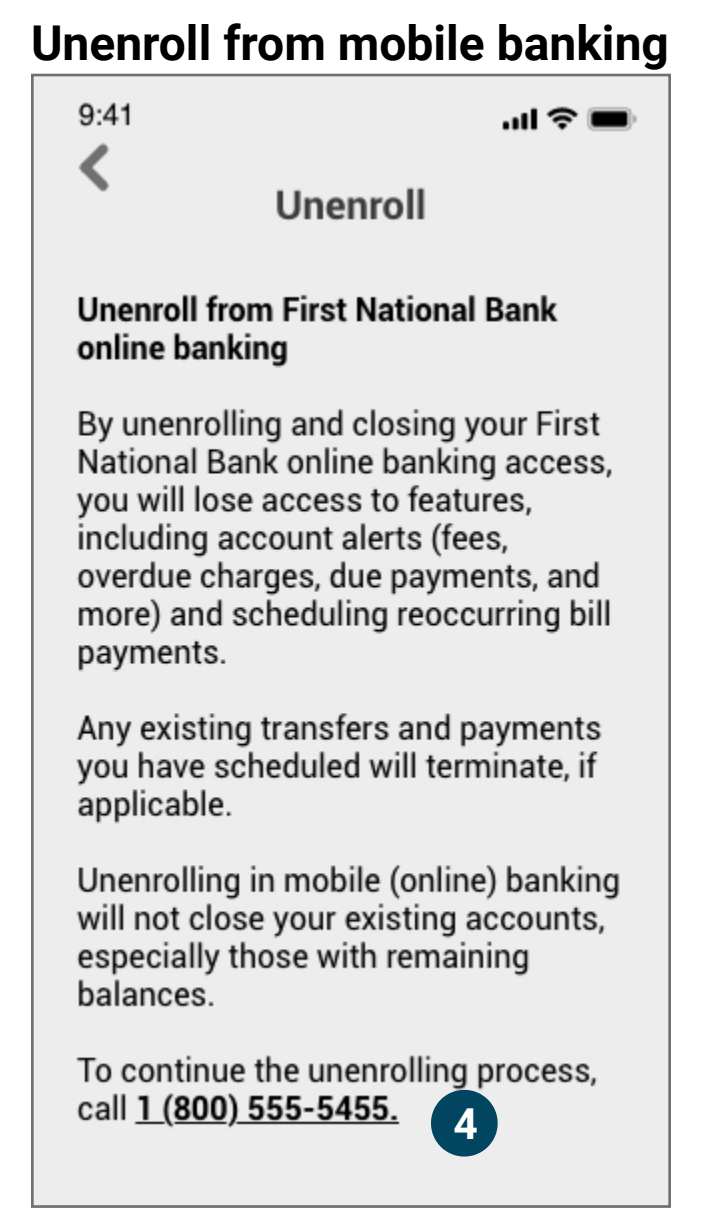 Unenroll from mobile banking
9:41
Unenroll
Unenroll from First National Bank
online banking
By unenrolling and closing your First
National Bank online banking access,
you will lose access to features,
including account alerts (fees,
overdue charges, due payments, and
more) and scheduling reoccurring bill
payments.
Any existing transfers and payments
you have scheduled will terminate, if
applicable.
Unenrolling in mobile (online) banking
will not close your existing accounts,
especially those with remaining
balances.
To continue the unenrolling process,
call 1 (800) 555-5455.
4